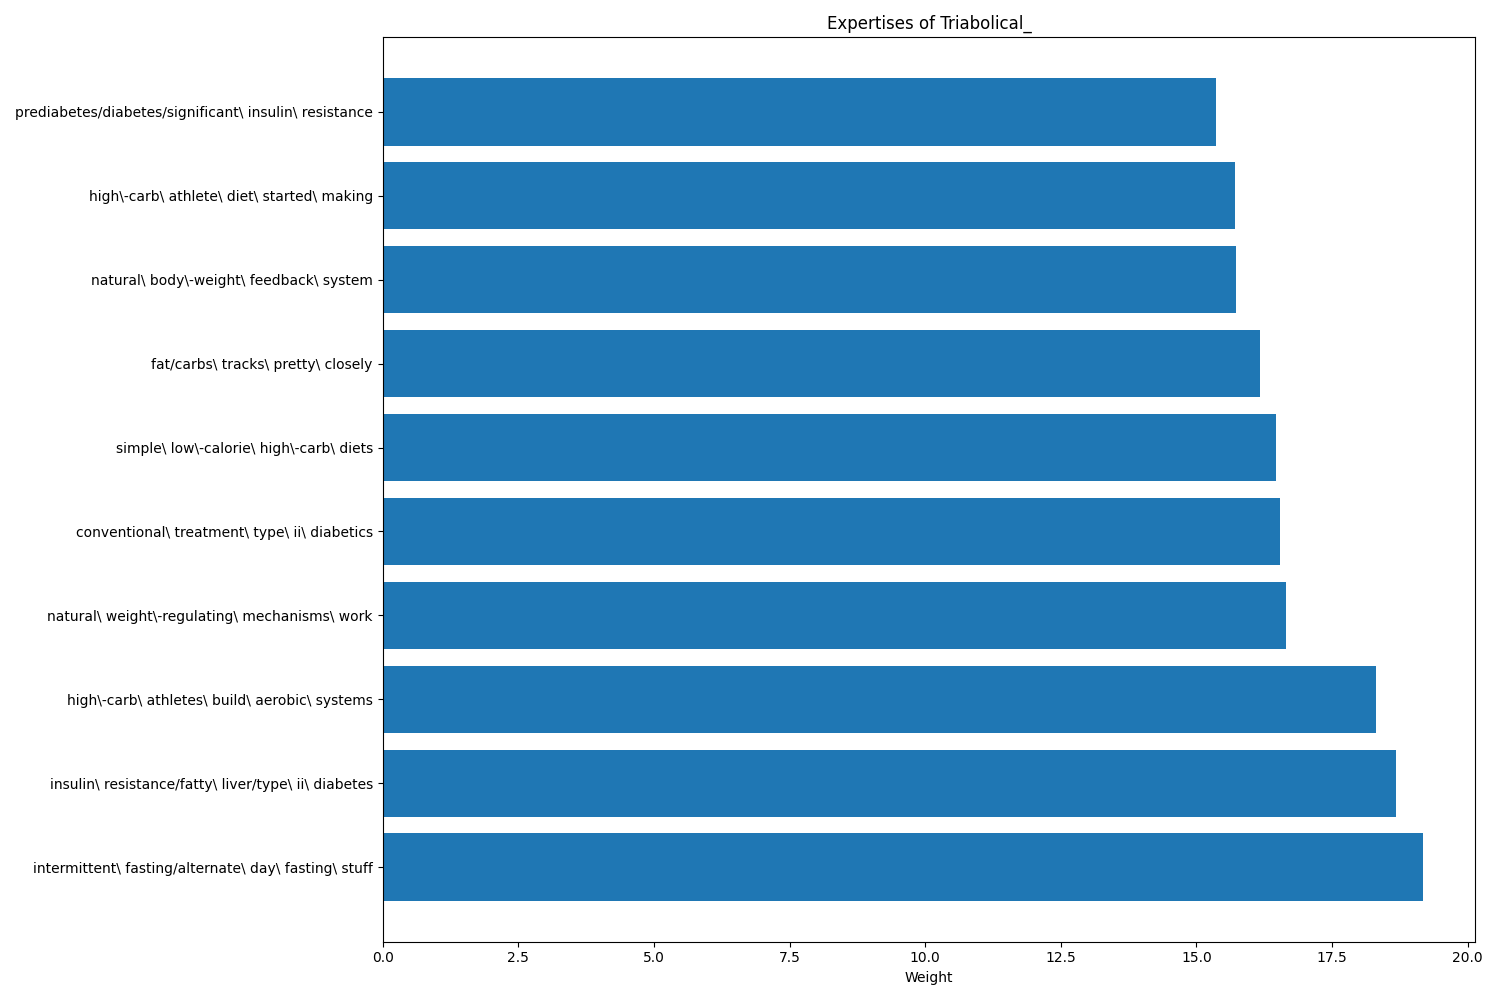 Expertises of Triabolical_
prediabetes/diabetes/significant\ insulin\ resistance
high\-carb\ athlete\ diet\ started\ making
natural\ body\-weight\ feedback\ system
fat/carbs\ tracks\ pretty\ closely
simple\ low\-calorie\ high\-carb\ diets
conventional\ treatment\ type\ ii\ diabetics
natural\ weight\-regulating\ mechanisms\ work
high\-carb\ athletes\ build\ aerobic\ systems
insulin\ resistance/fatty\ liver/type\ ii\ diabetes
intermittent\ fasting/alternate\ day\ fasting\ stuff
0.0 2.5 5.0 7.5 10.0 12.5 15.0 17.5 20.0
Weight